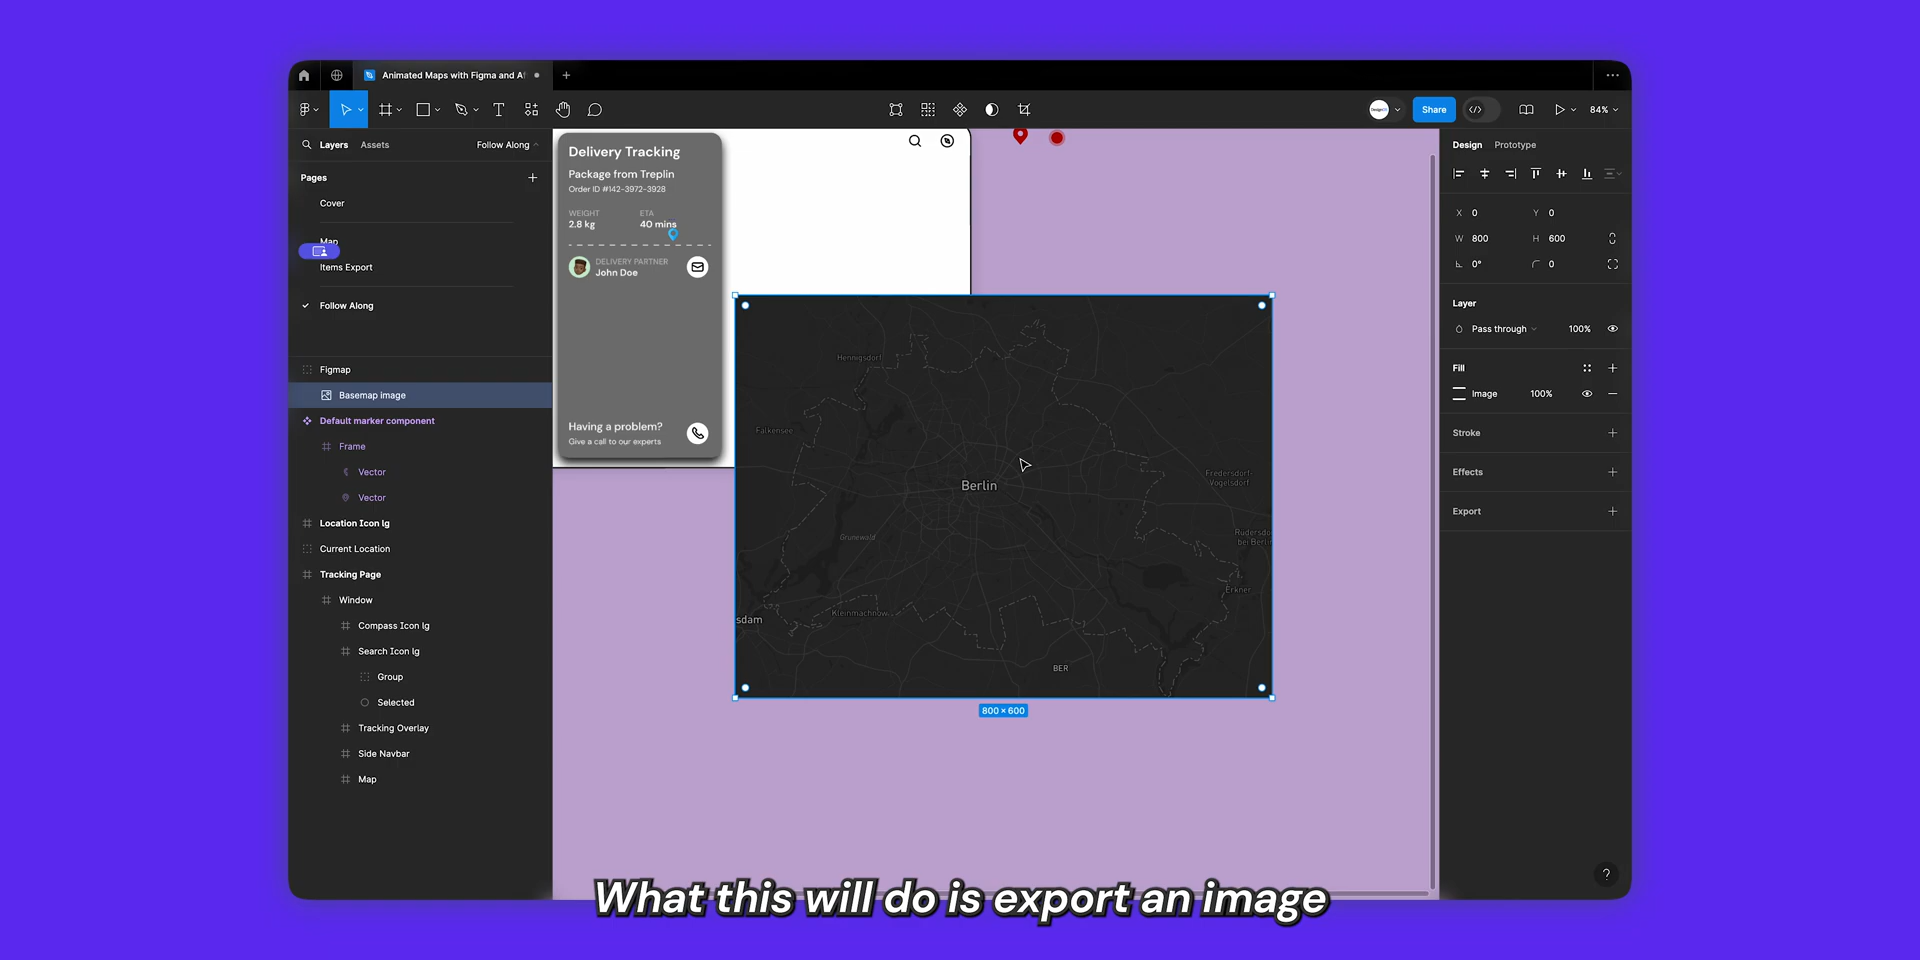 Animated Maps with Figma and Af
Share
84%
Layers
Assets
Follow Along
Pages
Cover
Map
Items Export
Follow Along
Figmap
Basemap image
Default marker component
Frame
Vector
Vector
Location Icon lg
Current Location
Tracking Page
Window
Compass Icon lg
Search Icon lg
Group
Selected
Tracking Overlay
Side Navbar
Map
Delivery Tracking
Package from Treplin
Order ID #142-3972-3928
WEIGHT
ETA
2.8 kg
40 mins
DELIVERY PARTNER
John Doe
Having a problem?
Give a call to our experts
Hennigsdorf
Falkensee
Berlin
Fredersdorf-
Vogelsdorf
Grunewald
Rudersdor
bei Berlin
Erkner
Kleinmachnow
sdam
BER
800 × 600
Design
Prototype
X 0
Y 0
W 800
H 600
0°
0
Layer
Pass through
100%
Fill
Image
100%
Stroke
Effects
Export
?
What this will do is export an image